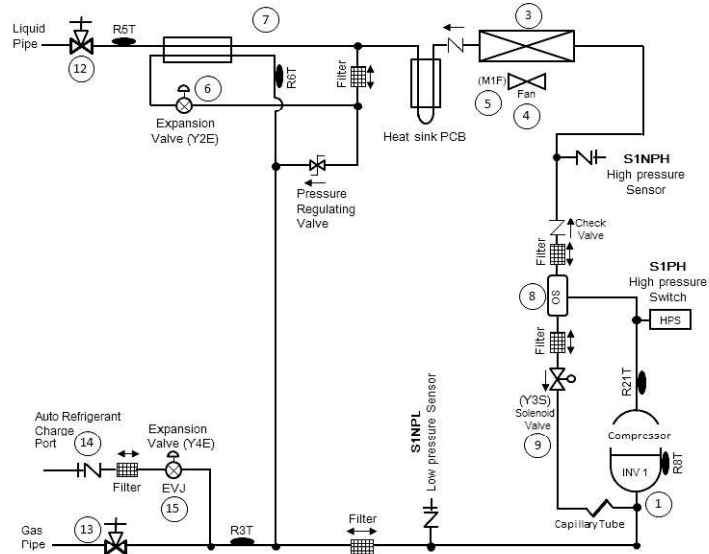 Liquid
Pipe
12
R5T
7
3
R6T
Filter
6
Expansion
Valve (Y2E)
Heat sink PCB
5
(M1F)
Fan
4
Pressure
Regulating
Valve
S1NPH
High pressure
Sensor
Check
Valve
Filter
S1PH
High pressure
Switch
HPS
8
OS
Filter
R21T
(Y3S)
Solenoid
Valve
9
Compressor
INV 1
R8T
1
Capillary Tube
S1NPL
Low pressure Sensor
Auto Refrigerant
Charge
Port
14
Expansion
Valve (Y4E)
Filter
EVJ
15
Gas
Pipe
13
R3T
Filter